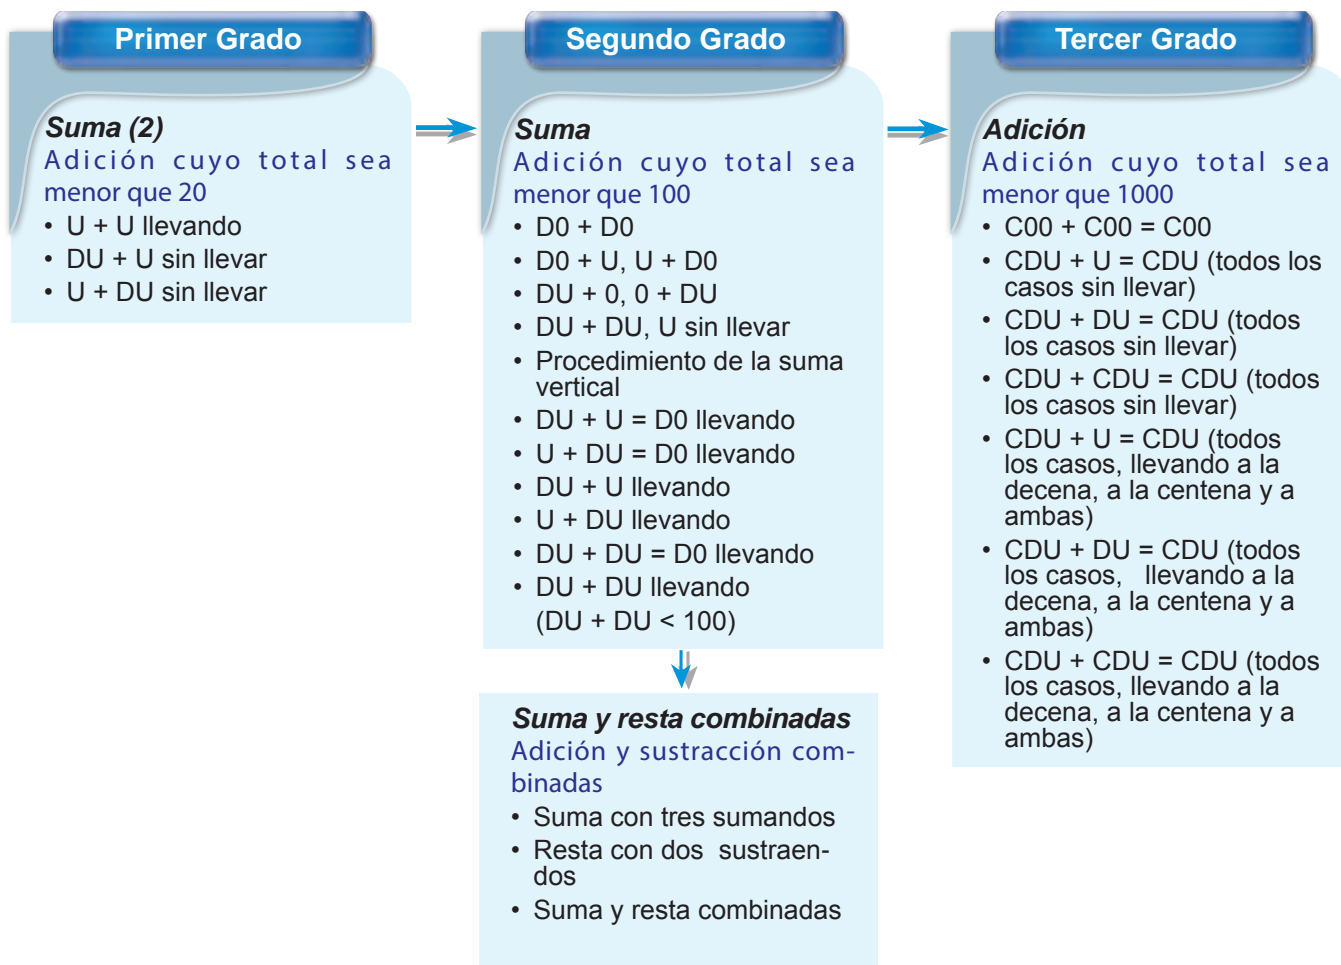 Primer Grado
Suma (2)
Adición cuyo total sea
menor que 20
• U + U llevando
• DU + U sin llevar
• U + DU sin llevar
Segundo Grado
Suma
Adición cuyo total sea
menor que 100
• D0 + D0
• D0 + U, U + D0
• DU + 0, 0 + DU
• DU + DU, U sin llevar
• Procedimiento de la suma
vertical
• DU + U = D0 llevando
• U + DU = D0 llevando
• DU + U llevando
• U + DU llevando
• DU + DU = D0 llevando
• DU + DU llevando
(DU + DU < 100)
Suma y resta combinadas
Adición y sustracción com-
binadas
• Suma con tres sumandos
• Resta con dos sustraen-
dos
• Suma y resta combinadas
Tercer Grado
Adición
Adición cuyo total sea
menor que 1000
• C00 + C00 = C00
• CDU + U = CDU (todos los
casos sin llevar)
• CDU + DU = CDU (todos
los casos sin llevar)
• CDU + CDU = CDU (todos
los casos sin llevar)
• CDU + U = CDU (todos
los casos, llevando a la
decena, a la centena y a
ambas)
• CDU + DU = CDU (todos
los casos, llevando a la
decena, a la centena y a
ambas)
• CDU + CDU = CDU (todos
los casos, llevando a la
decena, a la centena y a
ambas)